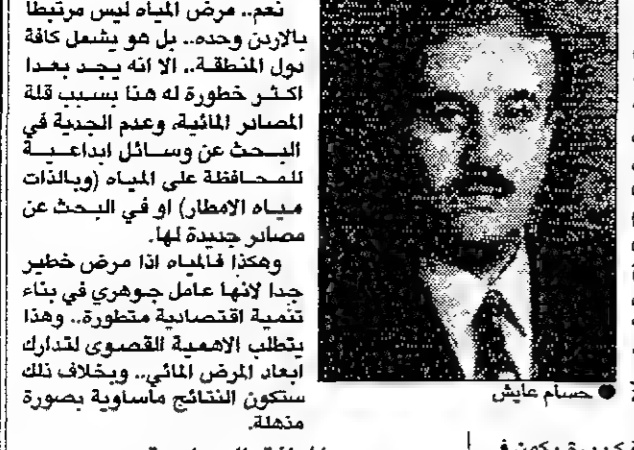 نعم.. مرض المياه ليس مرتبطا
بالاردن وحده.. بل هو يشمل كافة
دول المنطقة.. الا انه يجد بعدا
اكثر خطورة له هنا بسبب قلة
المصادر المائية، وعدم الجدية في
البحث عن وسائل ابداعية
للمحافظة على المياه (وبالذات
مياه الامطار) او في البحث عن
مصادر جديدة لها.
وهكذا فالمياه اذا مرض خطير
جدا لانها عامل جوهري في بناء
تنمية اقتصادية متطورة.. وهذا
يتطلب الاهمية القصوى لتدارك
ابعاد المرض المائي.. وبخلاف ذلك
ستكون النتائج مأساوية بصورة
مذهلة.
● حسام عايش